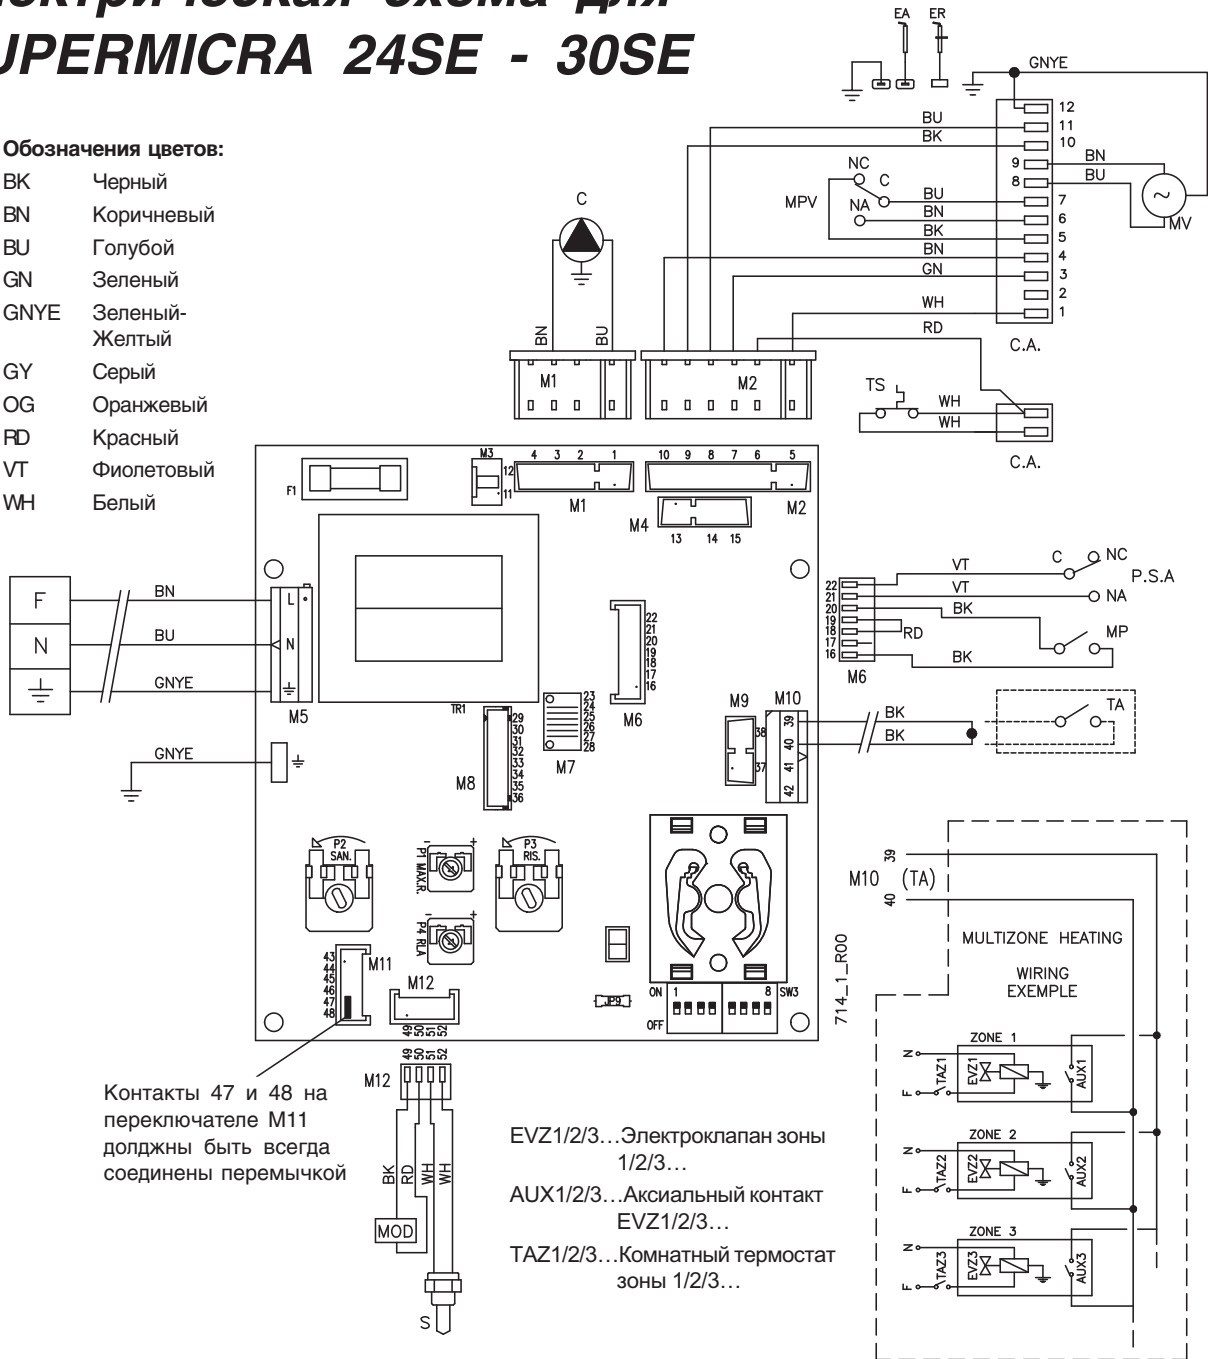 UPERMICRA 24SE - 30SE
Обозначения цветов:
BK Черный
BN Коричневый
BU Голубой
GN Зеленый
GNYE Зеленый-
Желтый
GY Серый
OG Оранжевый
RD Красный
VT Фиолетовый
WH Белый
EA ER
GNYE
12
11
10
9
8
7
6
5
4
3
2
1
BU
BK
BN
BU
MV
NC
C
NA
MPV
BU
BN
BK
BN
GN
WH
RD
C.A.
TS
WH
WH
C.A.
C
BN
BU
M1
M2
F1
M3
12
11
4 3 2 1
M1
10 9 8 7 6 5
M2
M4
13 14 15
F
N
BN
BU
GNYE
L
N
M5
GNYE
TR1
22
21
20
19
18
17
16
M6
22
21
20
19
18
17
16
M6
VT
VT
BK
RD
BK
C
NC
P.S.A
NA
MP
23
24
25
26
27
28
M7
29
30
31
32
33
34
35
36
M8
M9
38
37
M10
39
40
41
42
BK
BK
TA
P2
SAN.
P1 MAX.R.
- +
P3
RIS.
P4 RLA
- +
43
44
45
46
47
48
M11
M12
49
50
51
52
JP9
ON 1 8 SW3
OFF
714_1_R00
M10 (TA)
39
40
MULTIZONE HEATING
WIRING
EXEMPLE
ZONE 1
N
F
TAZ1
EVZ1
AUX1
ZONE 2
N
F
TAZ2
EVZ2
AUX2
ZONE 3
N
F
TAZ3
EVZ3
AUX3
Контакты 47 и 48 на
переключателе M11
должны быть всегда
соединены перемычкой
M12
49
50
51
52
BK
RD
WH
WH
MOD
S
EVZ1/2/3…Электроклапан зоны
1/2/3…
AUX1/2/3…Аксиальный контакт
EVZ1/2/3…
TAZ1/2/3…Комнатный термостат
зоны 1/2/3…